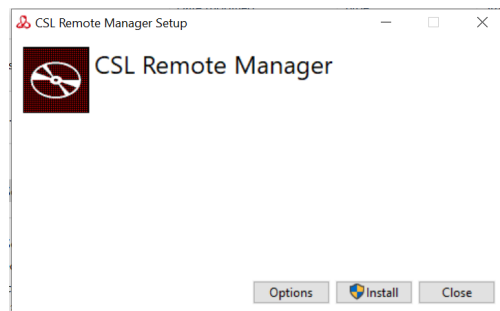 CSL Remote Manager Setup
CSL Remote Manager
Options
Install
Close